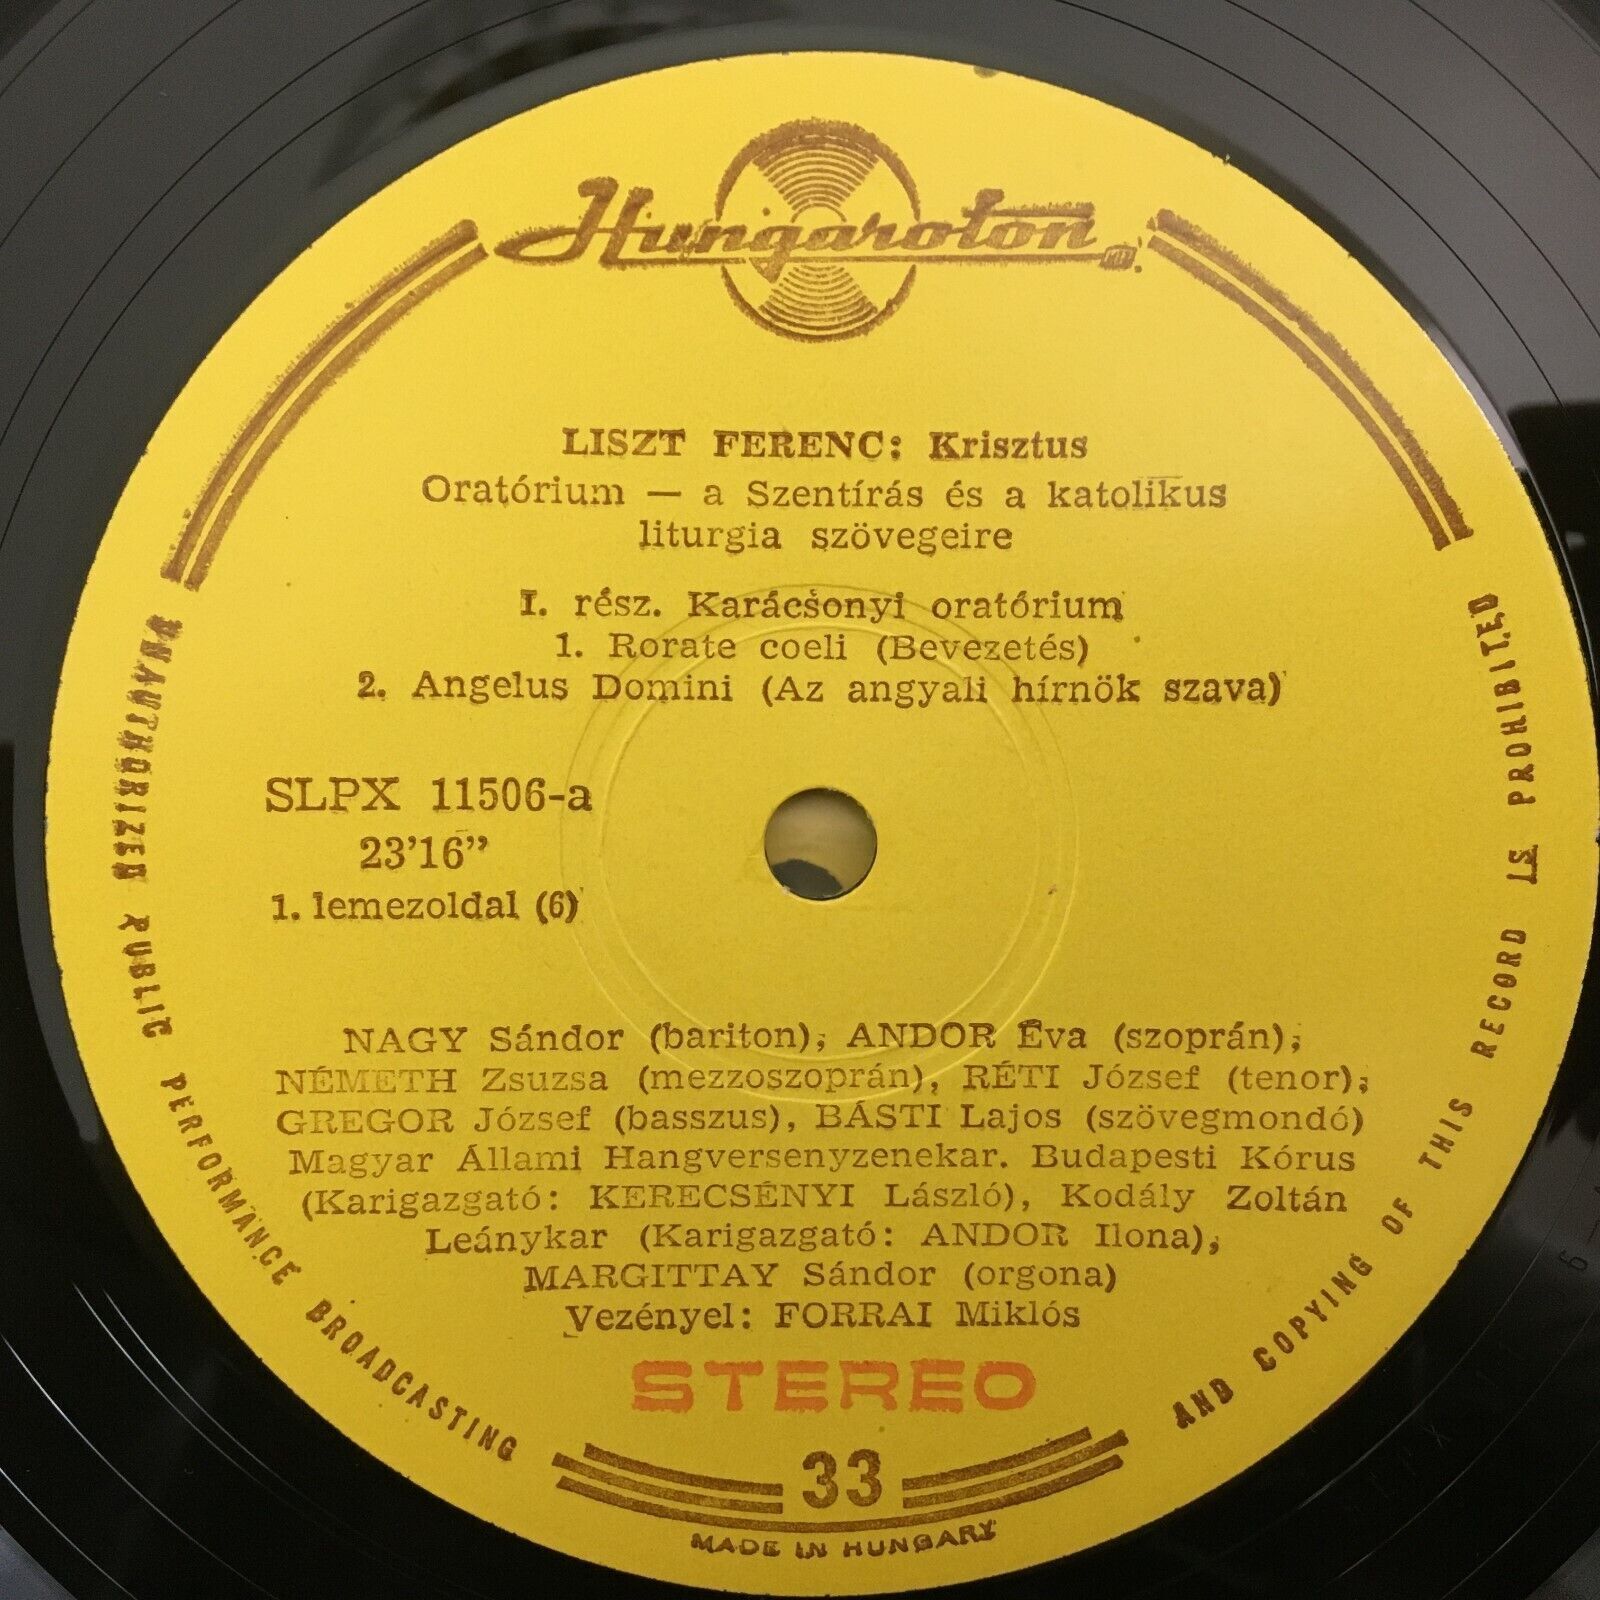 Hungaroton
LISZT FERENC: Krisztus
Oratórium — a Szentírás és a katolikus
liturgia szövegeire
I. rész. Karácsonyi oratórium
1. Rorate coeli (Bevezetés)
2. Angelus Domini (Az angyali hírnök szava)
SLPX 11506-a
23'16”
1. lemezoldal (6)
NAGY Sándor (bariton), ANDOR Éva (szoprán),
NÉMETH Zsuzsa (mezzoszoprán), RÉTI József (tenor),
GREGOR József (basszus), BÁSTI Lajos (szövegmondó)
Magyar Állami Hangversenyzenekar. Budapesti Kórus
(Karigazgató: KERECSÉNYI László), Kodály Zoltán
Leánykar (Karigazgató: ANDOR Ilona),
MARGITTAY Sándor (orgona)
Vezényel: FORRAI Miklós
STEREO
33
MADE IN HUNGARY
UNAUTHORIZED PUBLIC PERFORMANCE BROADCASTING
AND COPYING OF THIS RECORD IS PROHIBITED